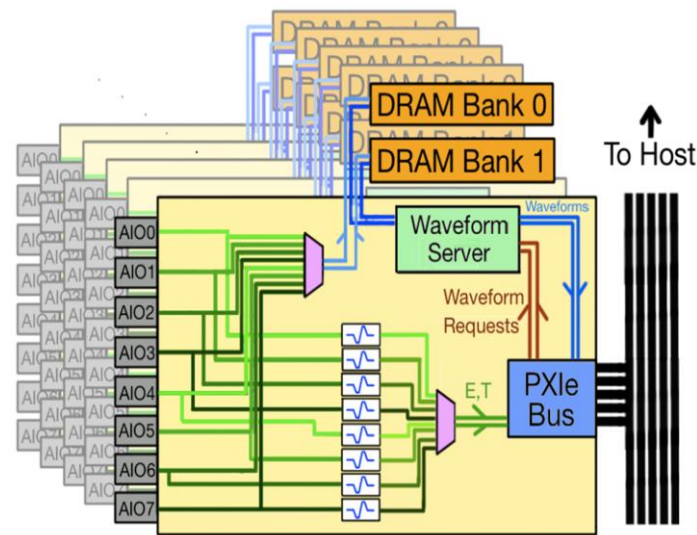 DRAM Bank 0
DRAM Bank 1
To Host
Waveforms
Waveform
Server
Waveform
Requests
E,T
PXIe
Bus
AIO0
AIO1
AIO2
AIO3
AIO4
AIO5
AIO6
AIO7